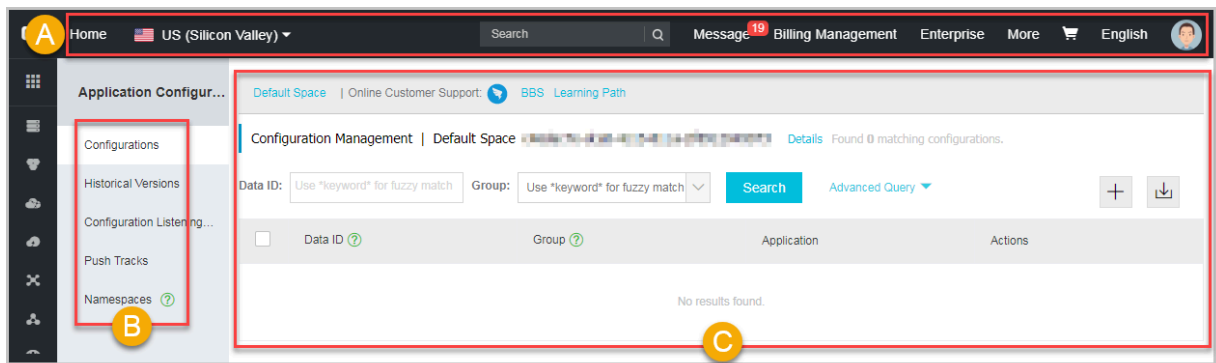 A Home US (Silicon Valley) Search Message 19 Billing Management Enterprise More English
Application Configur...
Default Space | Online Customer Support: BBS Learning Path
Configurations
Configuration Management | Default Space Details Found 0 matching configurations.
Historical Versions
Data ID: Use *keyword* for fuzzy match Group: Use *keyword* for fuzzy match Search Advanced Query
Configuration Listening...
Data ID ? Group ? Application Actions
Push Tracks
Namespaces ?
No results found.
B
C